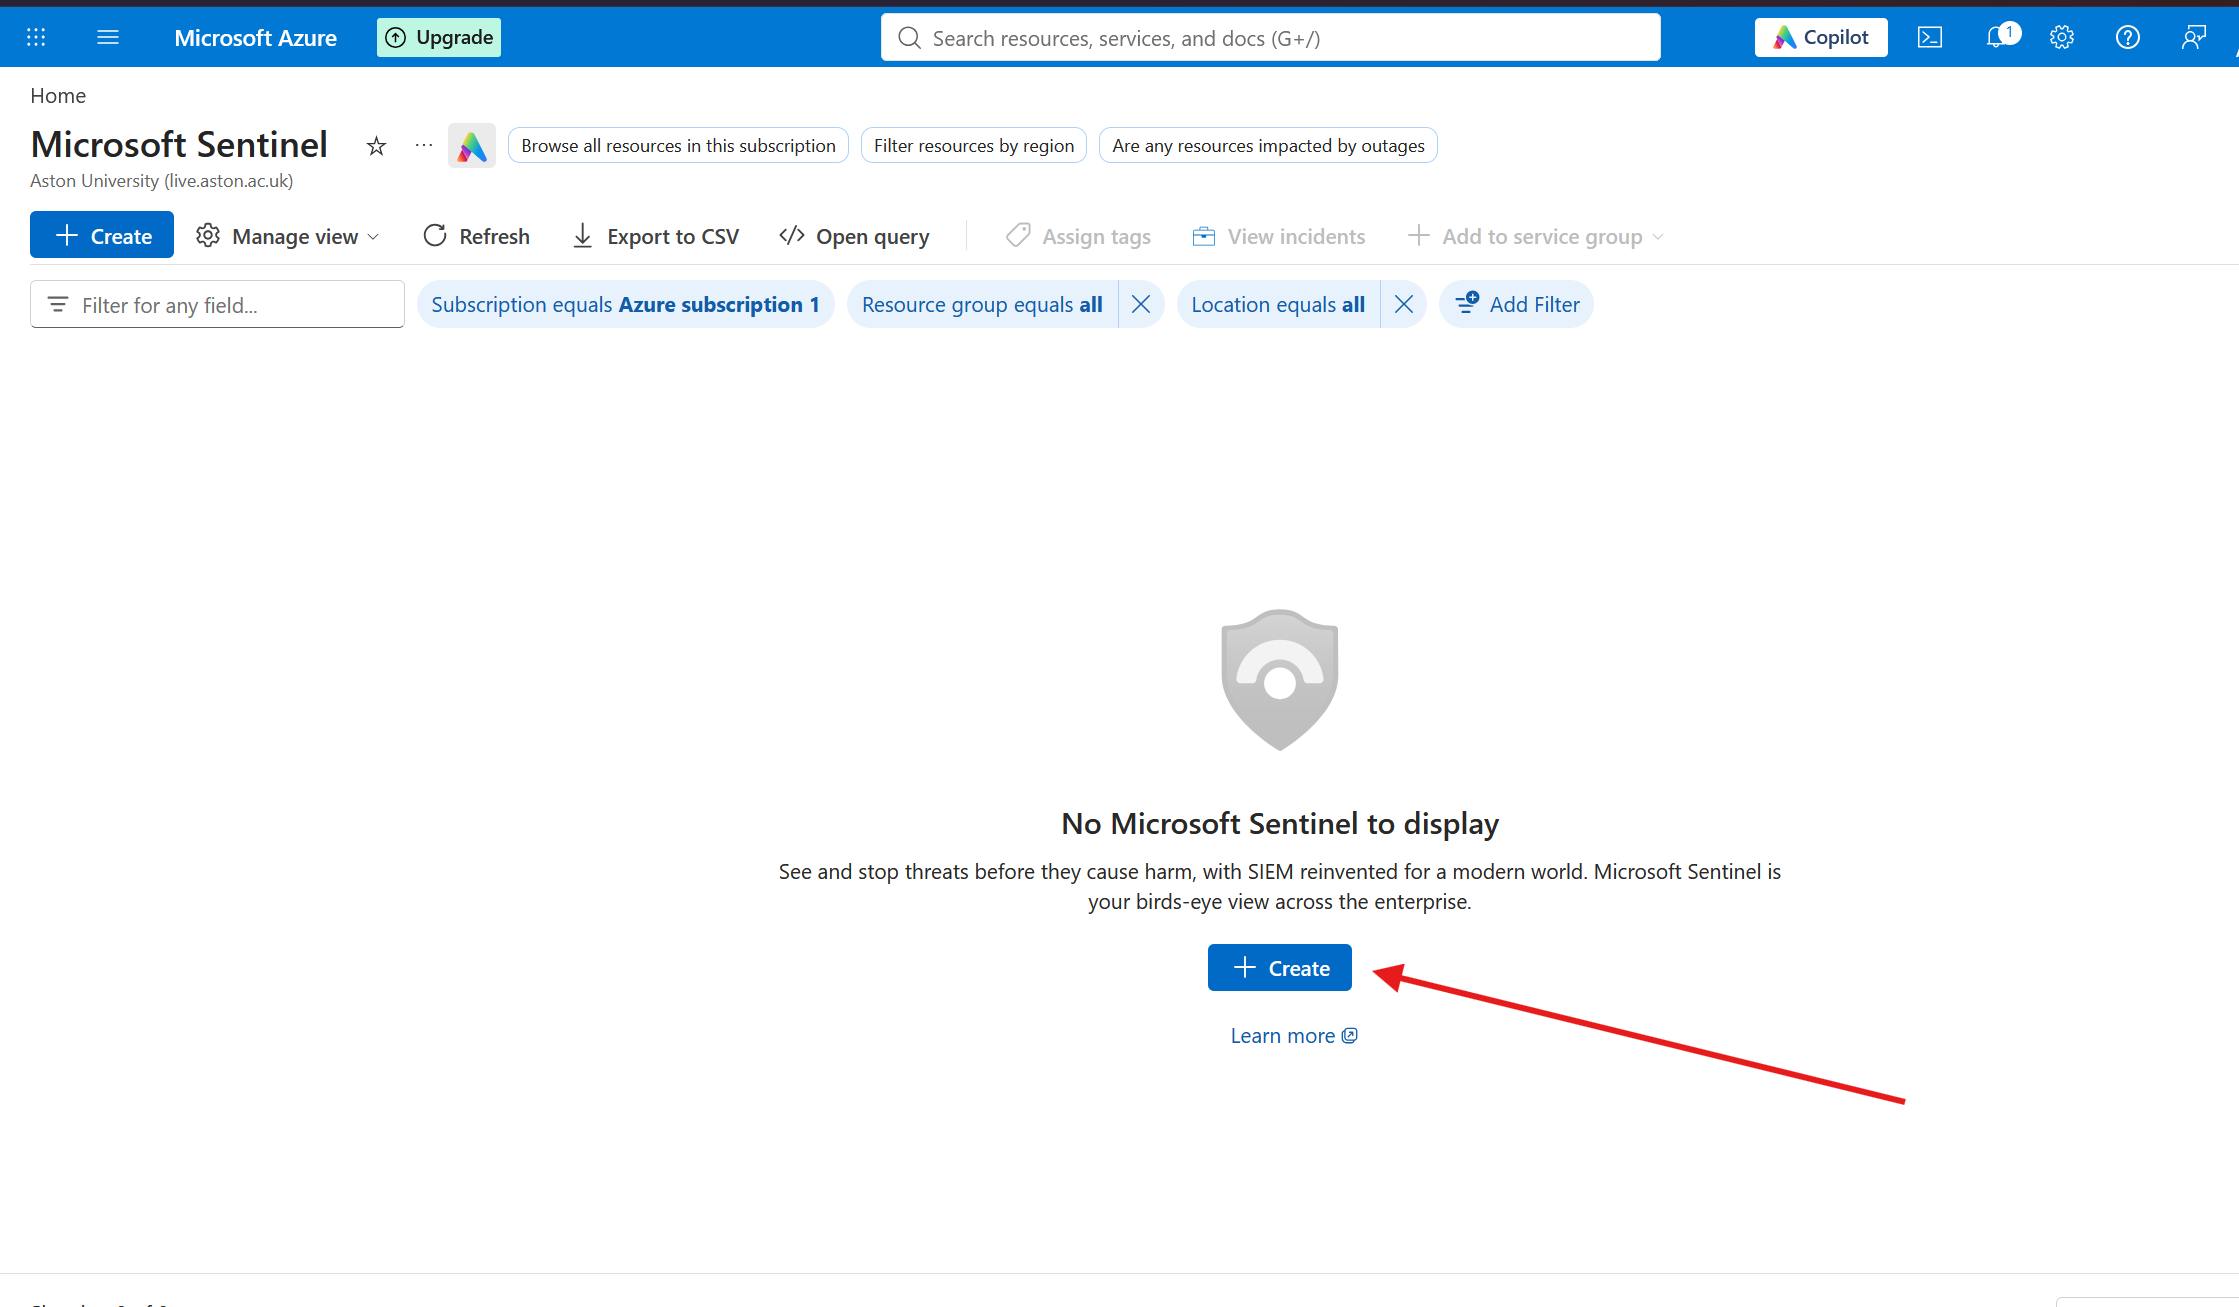 Microsoft Azure Upgrade Search resources, services, and docs (G+/) Copilot 1
Home
Microsoft Sentinel Browse all resources in this subscription Filter resources by region Are any resources impacted by outages
Aston University (live.aston.ac.uk)
Create Manage view Refresh Export to CSV Open query Assign tags View incidents Add to service group
Filter for any field... Subscription equals Azure subscription 1 Resource group equals all Location equals all Add Filter
No Microsoft Sentinel to display
See and stop threats before they cause harm, with SIEM reinvented for a modern world. Microsoft Sentinel is
your birds-eye view across the enterprise.
Create
Learn more